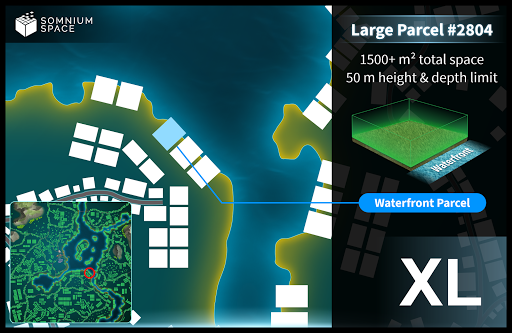 SOMNIUM
SPACE
Large Parcel #2804
1500+ m² total space
50 m height & depth limit
Waterfront
Waterfront Parcel
XL